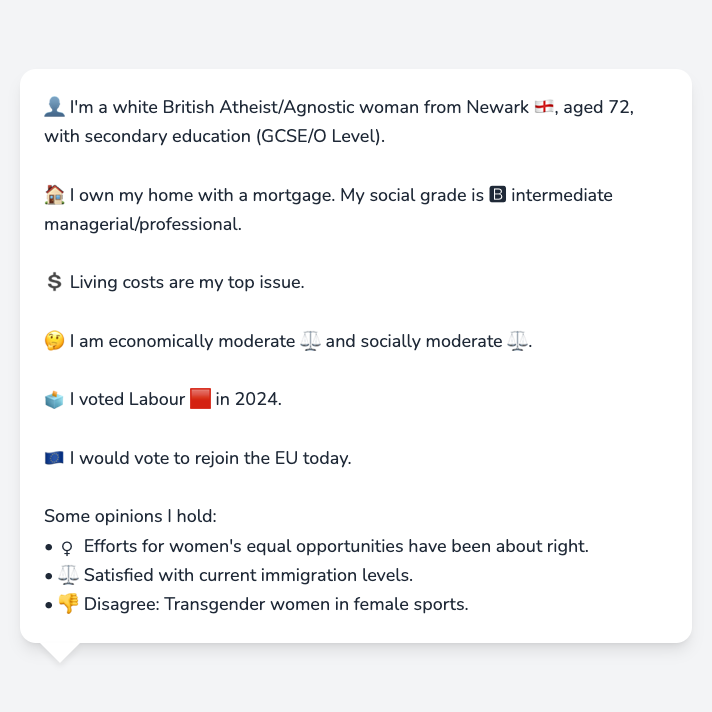 👤 I'm a white British Atheist/Agnostic woman from Newark 🏴󠁧󠁢󠁥󠁮󠁧󠁿, aged 72,
with secondary education (GCSE/O Level).
🏠 I own my home with a mortgage. My social grade is 🅱 intermediate
managerial/professional.
💲 Living costs are my top issue.
🤔 I am economically moderate ⚖️ and socially moderate ⚖️.
🗳️ I voted Labour 🟥 in 2024.
🇪🇺 I would vote to rejoin the EU today.
Some opinions I hold:
• ♀ Efforts for women's equal opportunities have been about right.
• ⚖️ Satisfied with current immigration levels.
• 👎 Disagree: Transgender women in female sports.